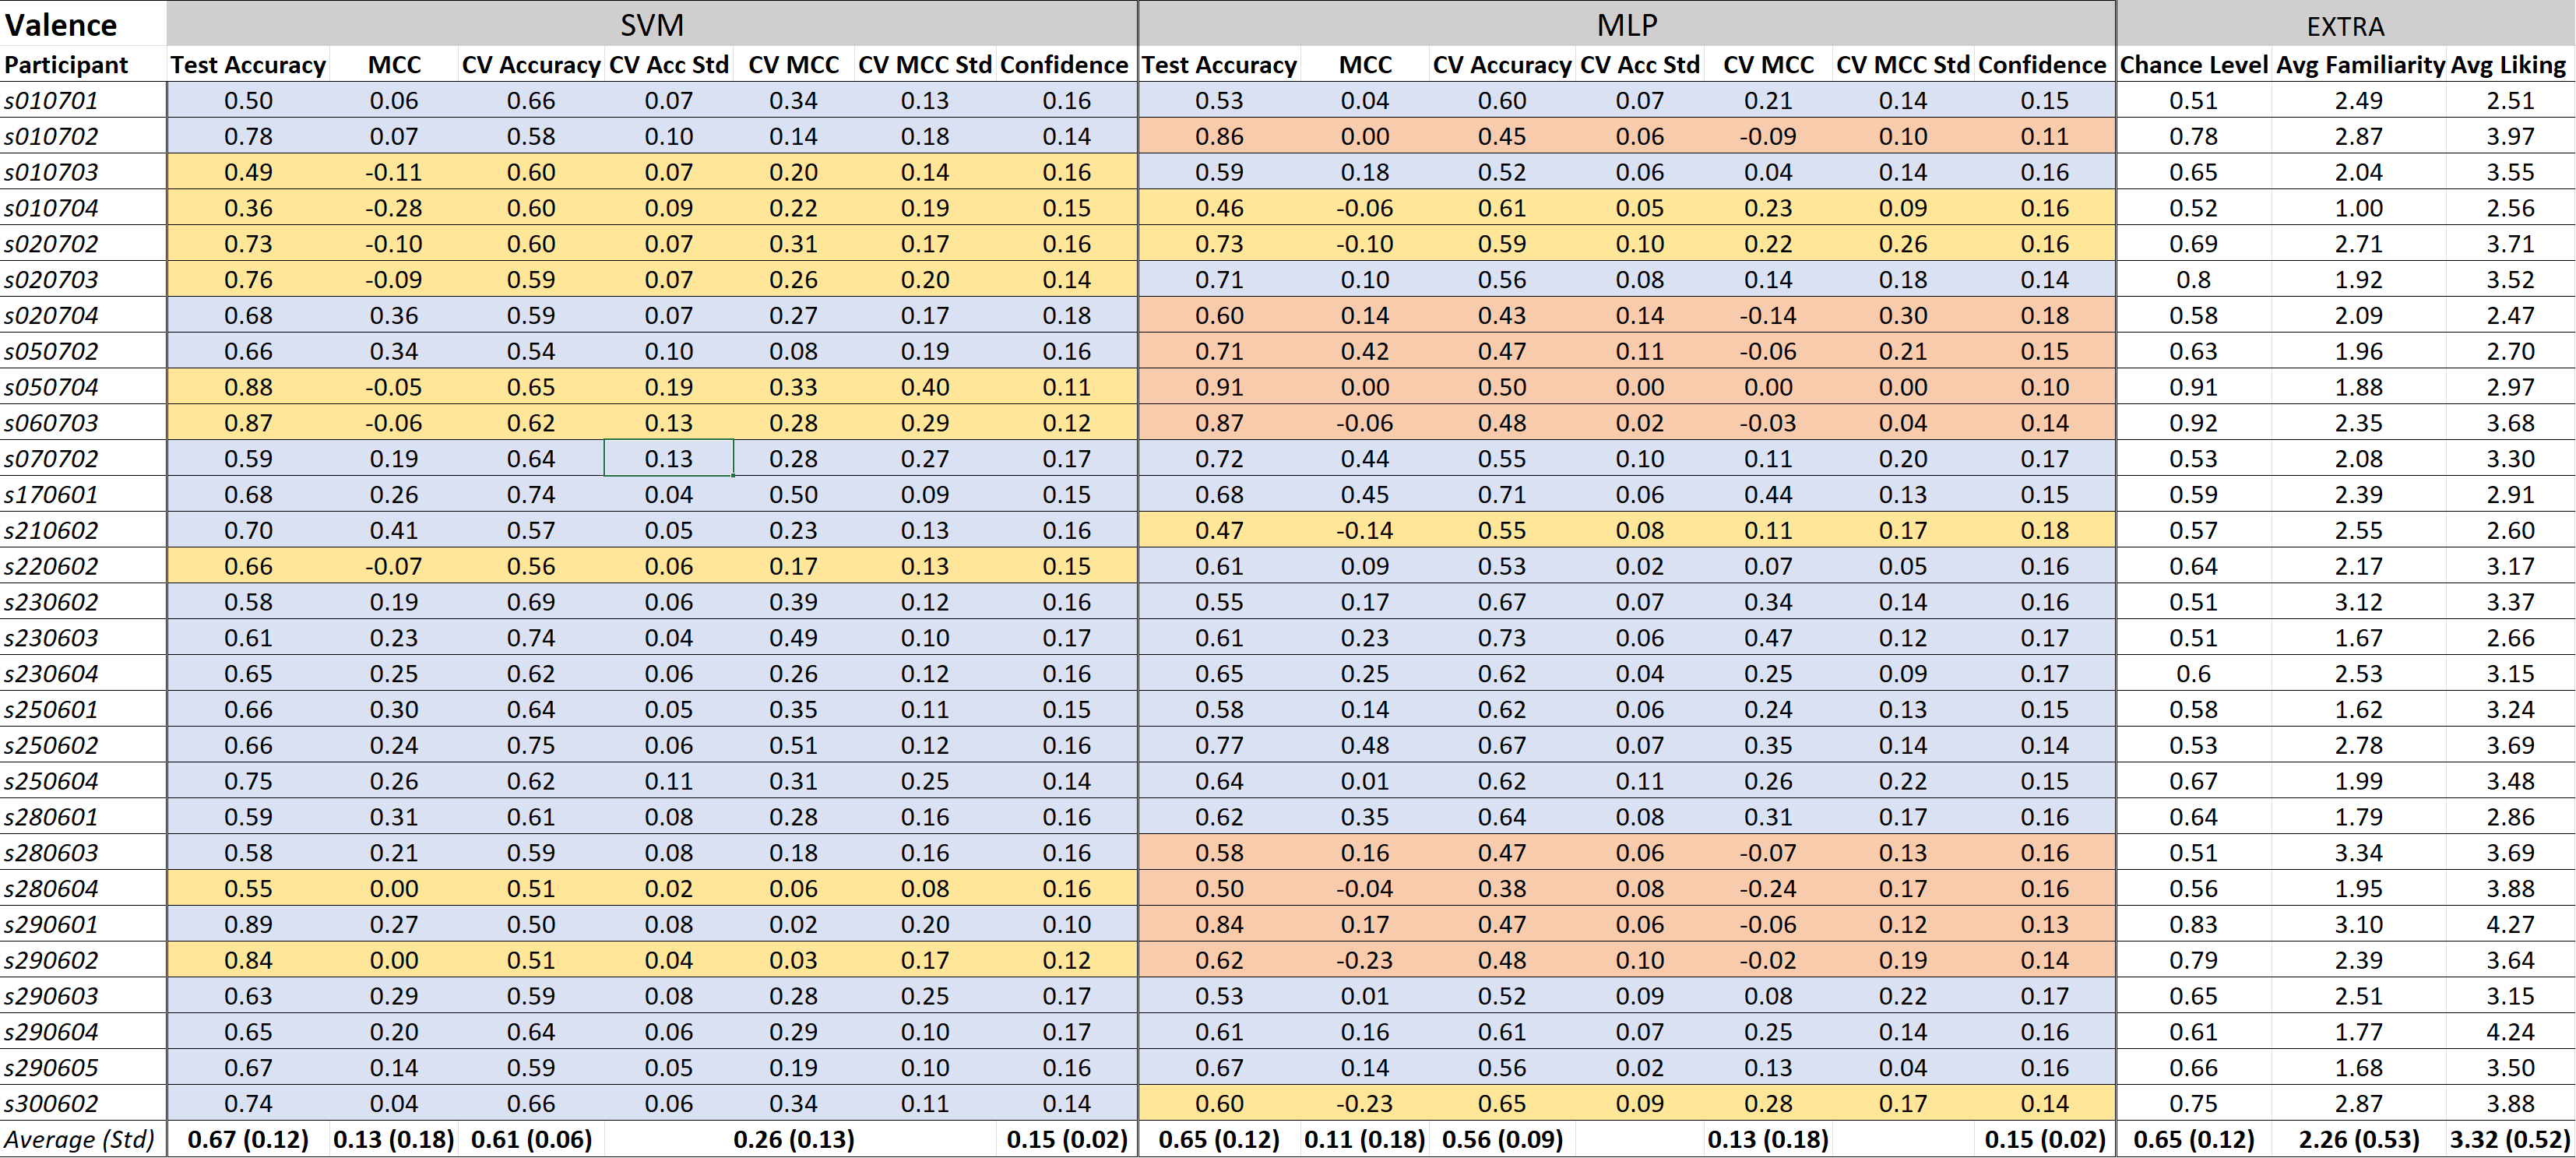 Valence SVM MLP EXTRA
Participant Test Accuracy MCC CV Accuracy CV Acc Std CV MCC CV MCC Std Confidence Test Accuracy MCC CV Accuracy CV Acc Std CV MCC CV MCC Std Confidence Chance Level Avg Familiarity Avg Liking
s010701 0.50 0.06 0.66 0.07 0.34 0.13 0.16 0.53 0.04 0.60 0.07 0.21 0.14 0.15 0.51 2.49 2.51
s010702 0.78 0.07 0.58 0.10 0.14 0.18 0.14 0.86 0.00 0.45 0.06 -0.09 0.10 0.11 0.78 2.87 3.97
s010703 0.49 -0.11 0.60 0.07 0.20 0.14 0.16 0.59 0.18 0.52 0.06 0.04 0.14 0.16 0.65 2.04 3.55
s010704 0.36 -0.28 0.60 0.09 0.22 0.19 0.15 0.46 -0.06 0.61 0.05 0.23 0.09 0.16 0.52 1.00 2.56
s020702 0.73 -0.10 0.60 0.07 0.31 0.17 0.16 0.73 -0.10 0.59 0.10 0.22 0.26 0.16 0.69 2.71 3.71
s020703 0.76 -0.09 0.59 0.07 0.26 0.20 0.14 0.71 0.10 0.56 0.08 0.14 0.18 0.14 0.8 1.92 3.52
s020704 0.68 0.36 0.59 0.07 0.27 0.17 0.18 0.60 0.14 0.43 0.14 -0.14 0.30 0.18 0.58 2.09 2.47
s050702 0.66 0.34 0.54 0.10 0.08 0.19 0.16 0.71 0.42 0.47 0.11 -0.06 0.21 0.15 0.63 1.96 2.70
s050704 0.88 -0.05 0.65 0.19 0.33 0.40 0.11 0.91 0.00 0.50 0.00 0.00 0.00 0.10 0.91 1.88 2.97
s060703 0.87 -0.06 0.62 0.13 0.28 0.29 0.12 0.87 -0.06 0.48 0.02 -0.03 0.04 0.14 0.92 2.35 3.68
s070702 0.59 0.19 0.64 0.13 0.28 0.27 0.17 0.72 0.44 0.55 0.10 0.11 0.20 0.17 0.53 2.08 3.30
s170601 0.68 0.26 0.74 0.04 0.50 0.09 0.15 0.68 0.45 0.71 0.06 0.44 0.13 0.15 0.59 2.39 2.91
s210602 0.70 0.41 0.57 0.05 0.23 0.13 0.16 0.47 -0.14 0.55 0.08 0.11 0.17 0.18 0.57 2.55 2.60
s220602 0.66 -0.07 0.56 0.06 0.17 0.13 0.15 0.61 0.09 0.53 0.02 0.07 0.05 0.16 0.64 2.17 3.17
s230602 0.58 0.19 0.69 0.06 0.39 0.12 0.16 0.55 0.17 0.67 0.07 0.34 0.14 0.16 0.51 3.12 3.37
s230603 0.61 0.23 0.74 0.04 0.49 0.10 0.17 0.61 0.23 0.73 0.06 0.47 0.12 0.17 0.51 1.67 2.66
s230604 0.65 0.25 0.62 0.06 0.26 0.12 0.16 0.65 0.25 0.62 0.04 0.25 0.09 0.17 0.6 2.53 3.15
s250601 0.66 0.30 0.64 0.05 0.35 0.11 0.15 0.58 0.14 0.62 0.06 0.24 0.13 0.15 0.58 1.62 3.24
s250602 0.66 0.24 0.75 0.06 0.51 0.12 0.16 0.77 0.48 0.67 0.07 0.35 0.14 0.14 0.53 2.78 3.69
s250604 0.75 0.26 0.62 0.11 0.31 0.25 0.14 0.64 0.01 0.62 0.11 0.26 0.22 0.15 0.67 1.99 3.48
s280601 0.59 0.31 0.61 0.08 0.28 0.16 0.16 0.62 0.35 0.64 0.08 0.31 0.17 0.16 0.64 1.79 2.86
s280603 0.58 0.21 0.59 0.08 0.18 0.16 0.16 0.58 0.16 0.47 0.06 -0.07 0.13 0.16 0.51 3.34 3.69
s280604 0.55 0.00 0.51 0.02 0.06 0.08 0.16 0.50 -0.04 0.38 0.08 -0.24 0.17 0.16 0.56 1.95 3.88
s290601 0.89 0.27 0.50 0.08 0.02 0.20 0.10 0.84 0.17 0.47 0.06 -0.06 0.12 0.13 0.83 3.10 4.27
s290602 0.84 0.00 0.51 0.04 0.03 0.17 0.12 0.62 -0.23 0.48 0.10 -0.02 0.19 0.14 0.79 2.39 3.64
s290603 0.63 0.29 0.59 0.08 0.28 0.25 0.17 0.53 0.01 0.52 0.09 0.08 0.22 0.17 0.65 2.51 3.15
s290604 0.65 0.20 0.64 0.06 0.29 0.10 0.17 0.61 0.16 0.61 0.07 0.25 0.14 0.16 0.61 1.77 4.24
s290605 0.67 0.14 0.59 0.05 0.19 0.10 0.16 0.67 0.14 0.56 0.02 0.13 0.04 0.16 0.66 1.68 3.50
s300602 0.74 0.04 0.66 0.06 0.34 0.11 0.14 0.60 -0.23 0.65 0.09 0.28 0.17 0.14 0.75 2.87 3.88
Average (Std) 0.67 (0.12) 0.13 (0.18) 0.61 (0.06) 0.26 (0.13) 0.15 (0.02) 0.65 (0.12) 0.11 (0.18) 0.56 (0.09) 0.13 (0.18) 0.15 (0.02) 0.65 (0.12) 2.26 (0.53) 3.32 (0.52)